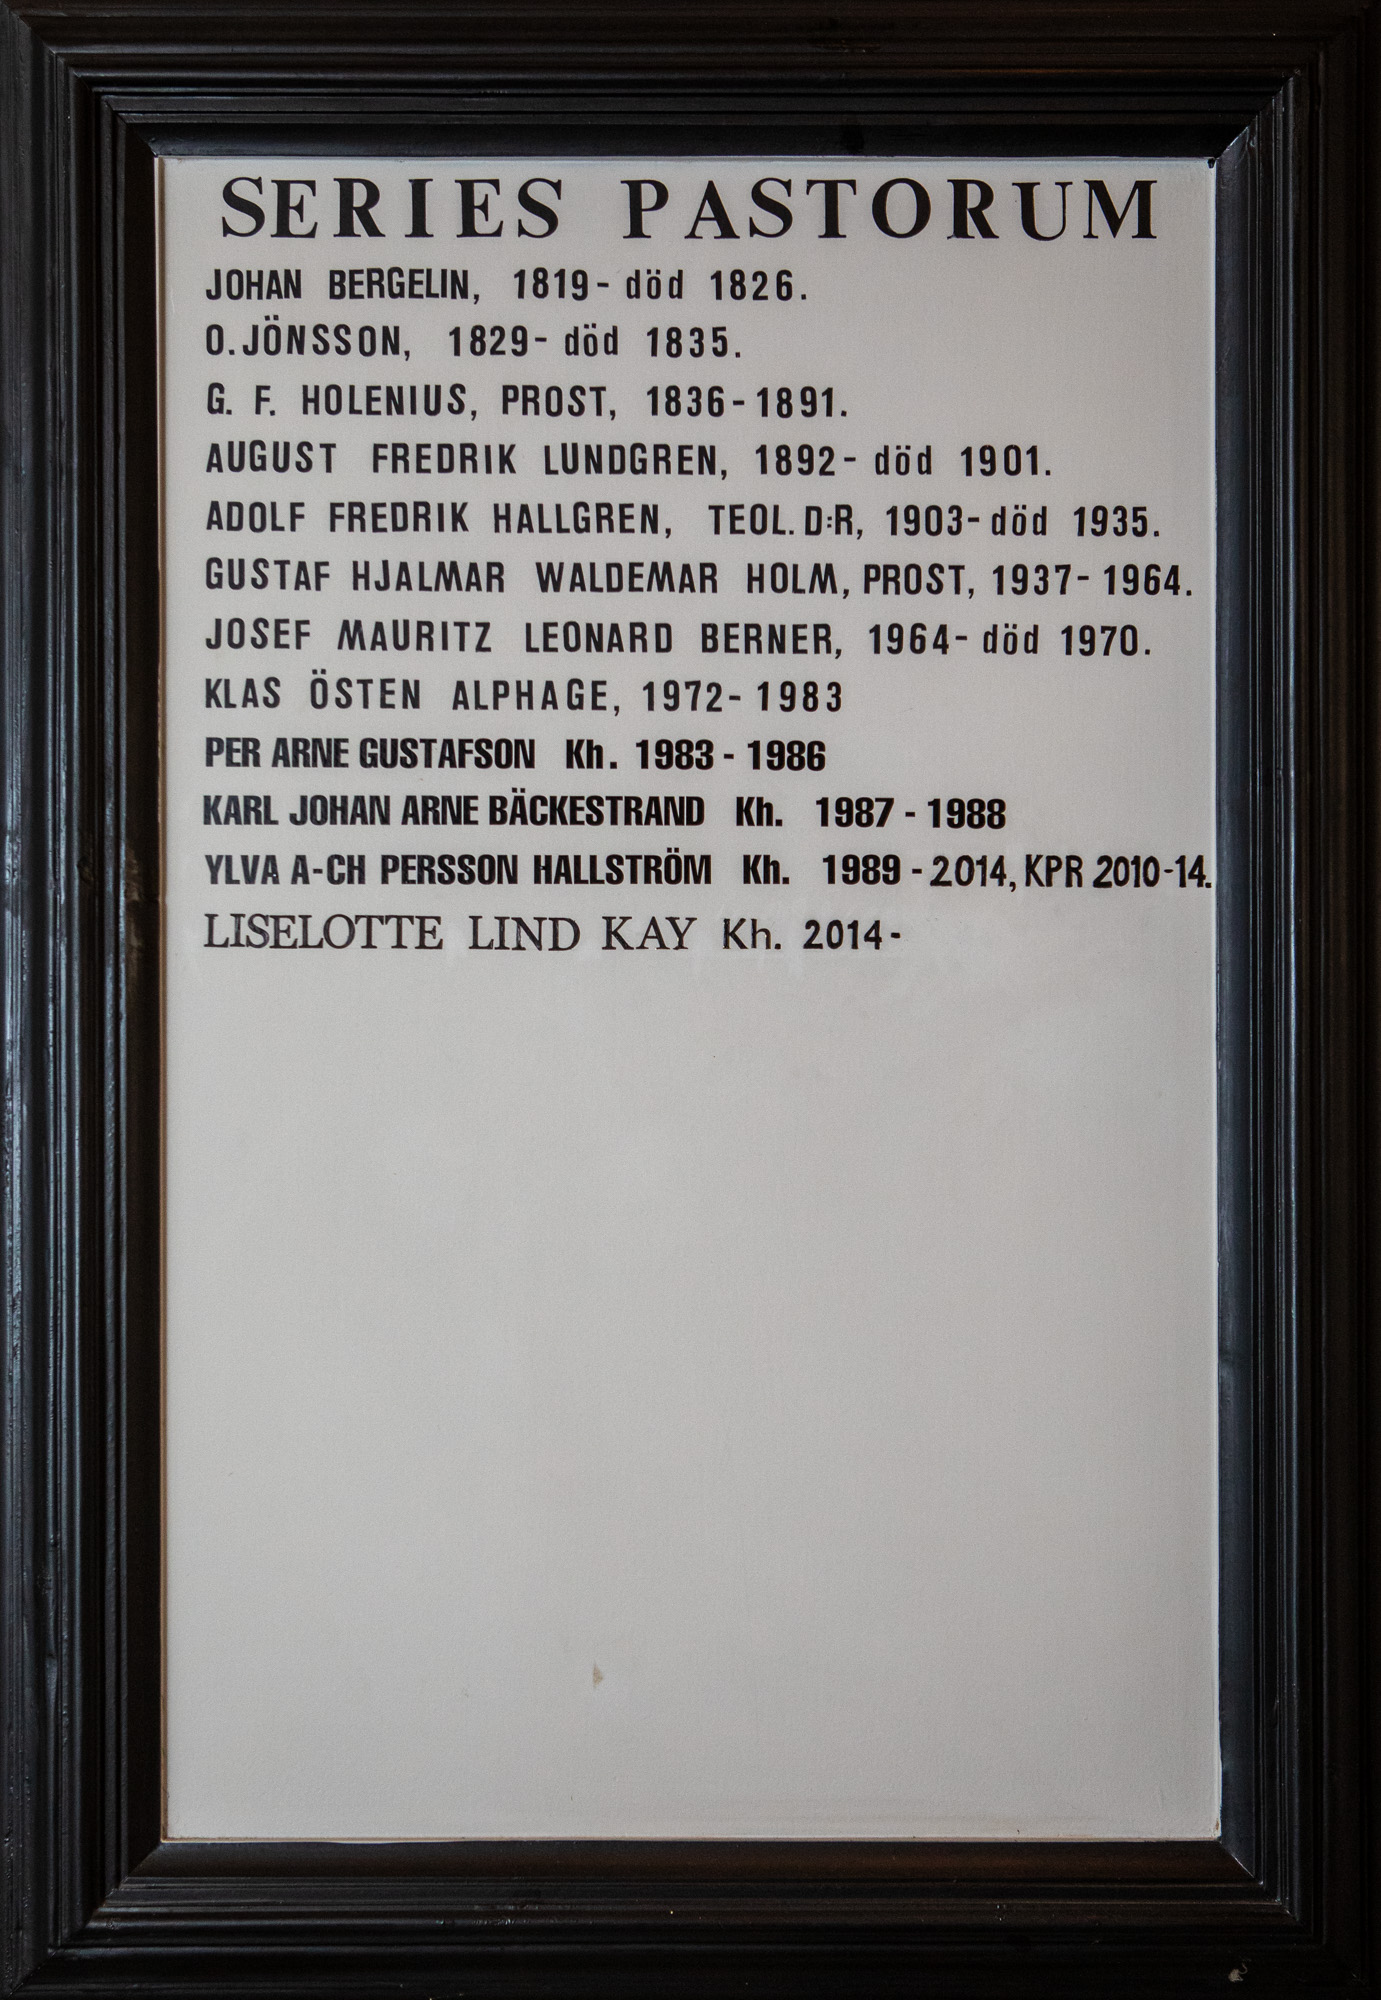 SERIES PASTORUM
JOHAN BERGELIN, 1819- död 1826.
O. JÖNSSON, 1829- död 1835.
G. F. HOLENIUS, PROST, 1836-1891.
AUGUST FREDRIK LUNDGREN, 1892- död 1901.
ADOLF FREDRIK HALLGREN, TEOL. D:R, 1903- död 1935.
GUSTAF HJALMAR WALDEMAR HOLM, PROST, 1937- 1964.
JOSEF MAURITZ LEONARD BERNER, 1964- död 1970.
KLAS ÖSTEN ALPHAGE, 1972- 1983
PER ARNE GUSTAFSON Kh. 1983 - 1986
KARL JOHAN ARNE BÄCKESTRAND Kh. 1987 - 1988
YLVA A-CH PERSSON HALLSTRÖM Kh. 1989 - 2014, KPR 2010-14.
LISELOTTE LIND KAY Kh. 2014-